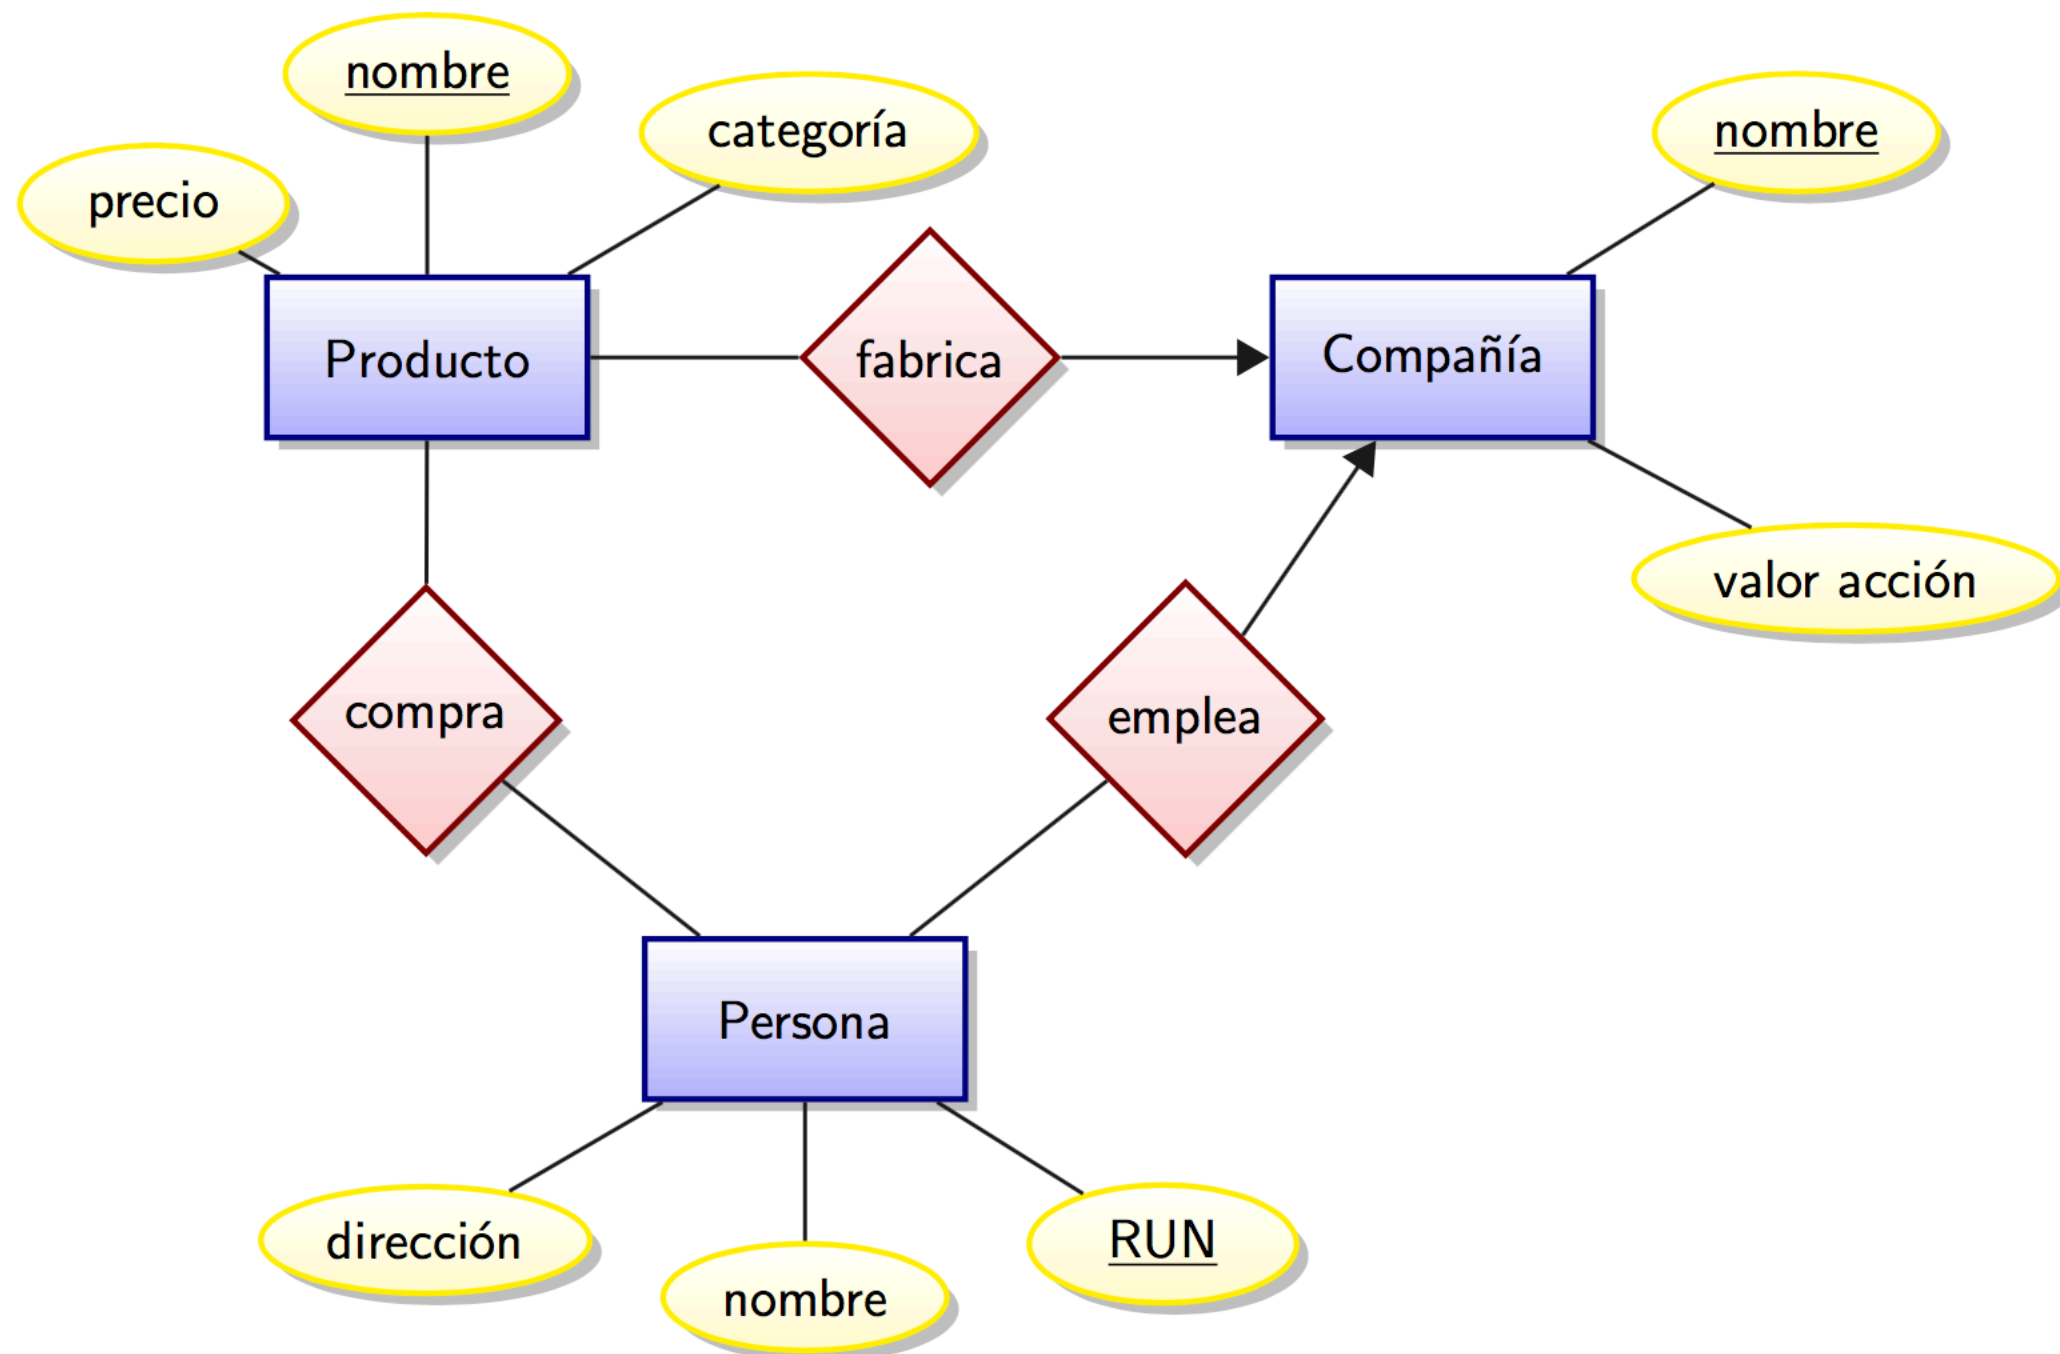 nombre
categoría
nombre
precio
Producto
fabrica
Compañía
valor acción
compra
emplea
Persona
dirección
nombre
RUN